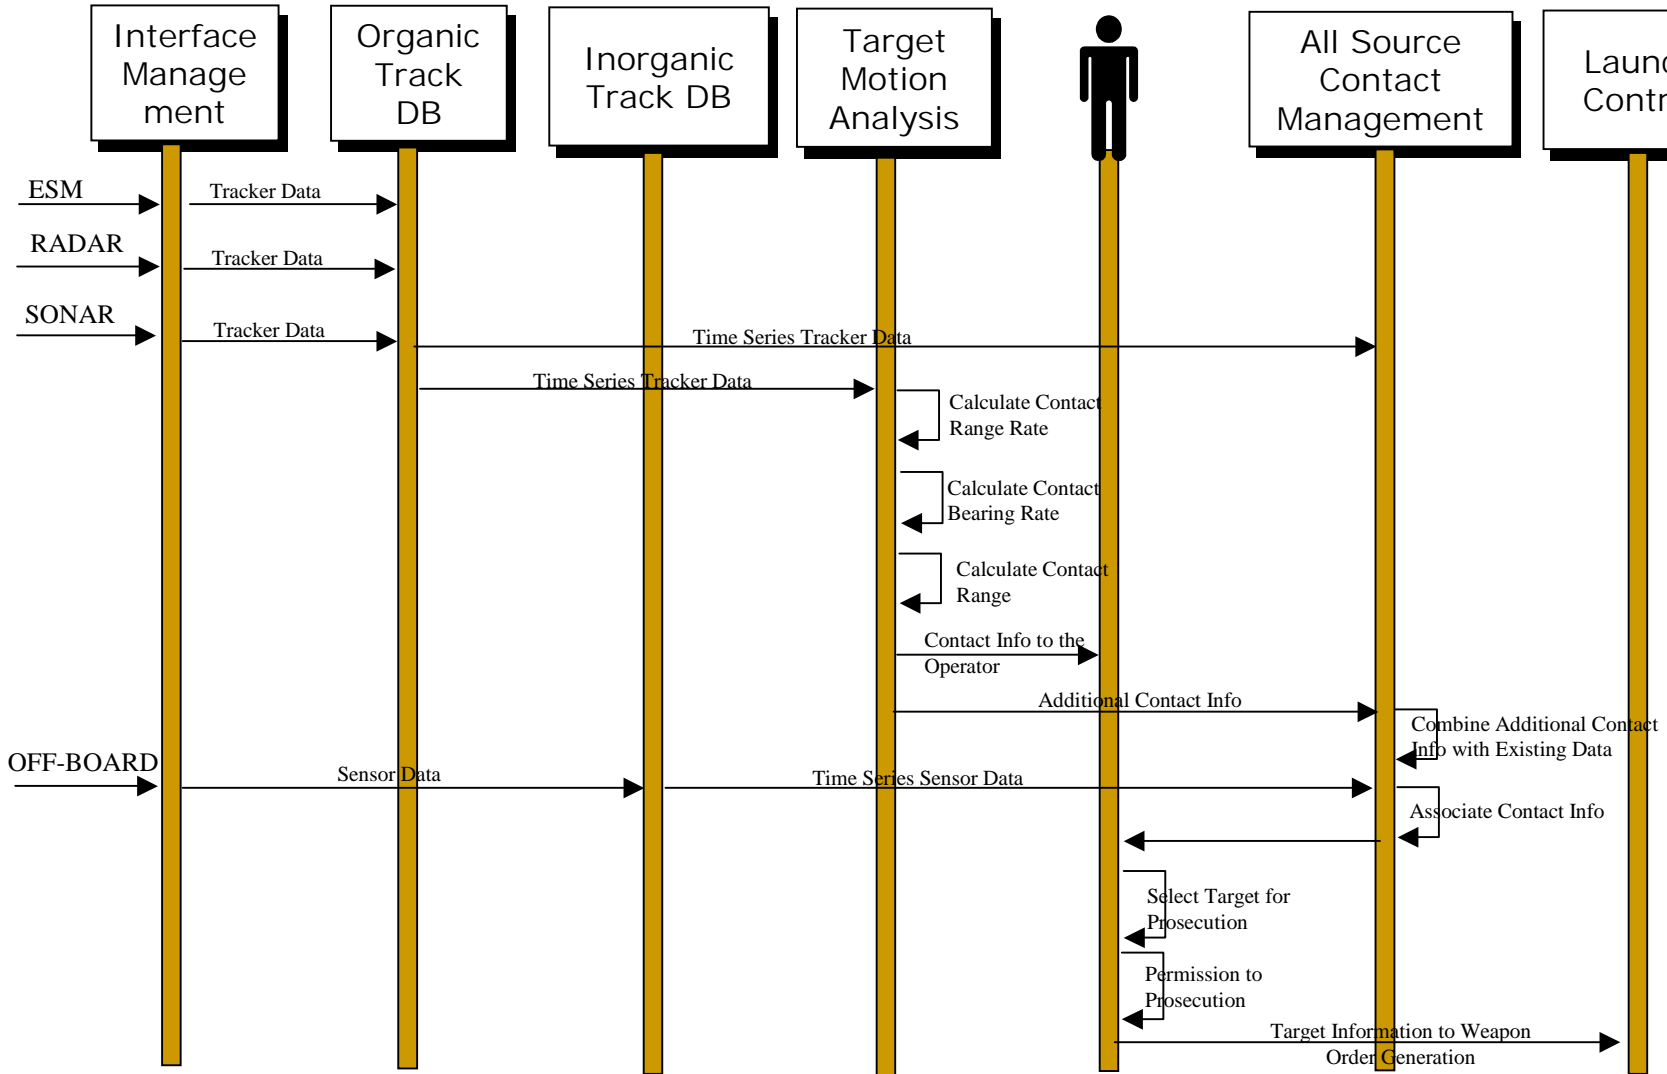 Interface
Manage
ment
Organic
Track
DB
Inorganic
Track DB
Target
Motion
Analysis
All Source
Contact
Management
ESM
Tracker Data
RADAR
Tracker Data
SONAR
Tracker Data
Time Series Tracker Data
Time Series Tracker Data
Calculate Contact
Range Rate
Calculate Contact
Bearing Rate
Calculate Contact
Range
Contact Info to the
Operator
Additional Contact Info
Combine Additional Contact
Info with Existing Data
OFF-BOARD
Sensor Data
Time Series Sensor Data
Associate Contact Info
Select Target for
Prosecution
Permission to
Prosecution
Target Information to Weapon
Order Generation